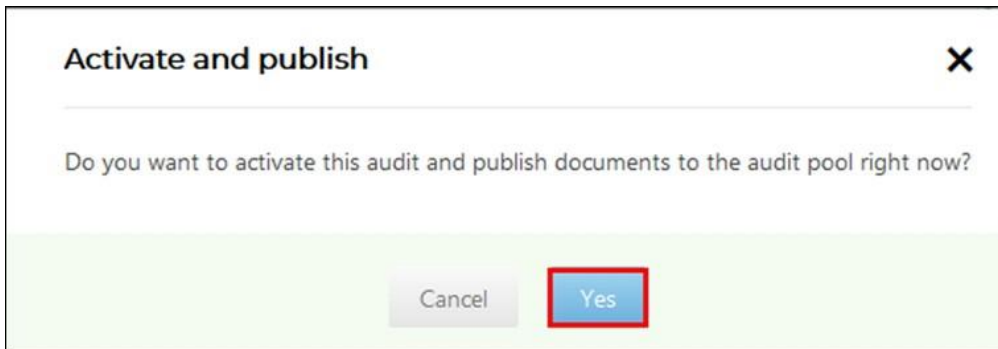 Activate and publish
Do you want to activate this audit and publish documents to the audit pool right now?
Cancel
Yes